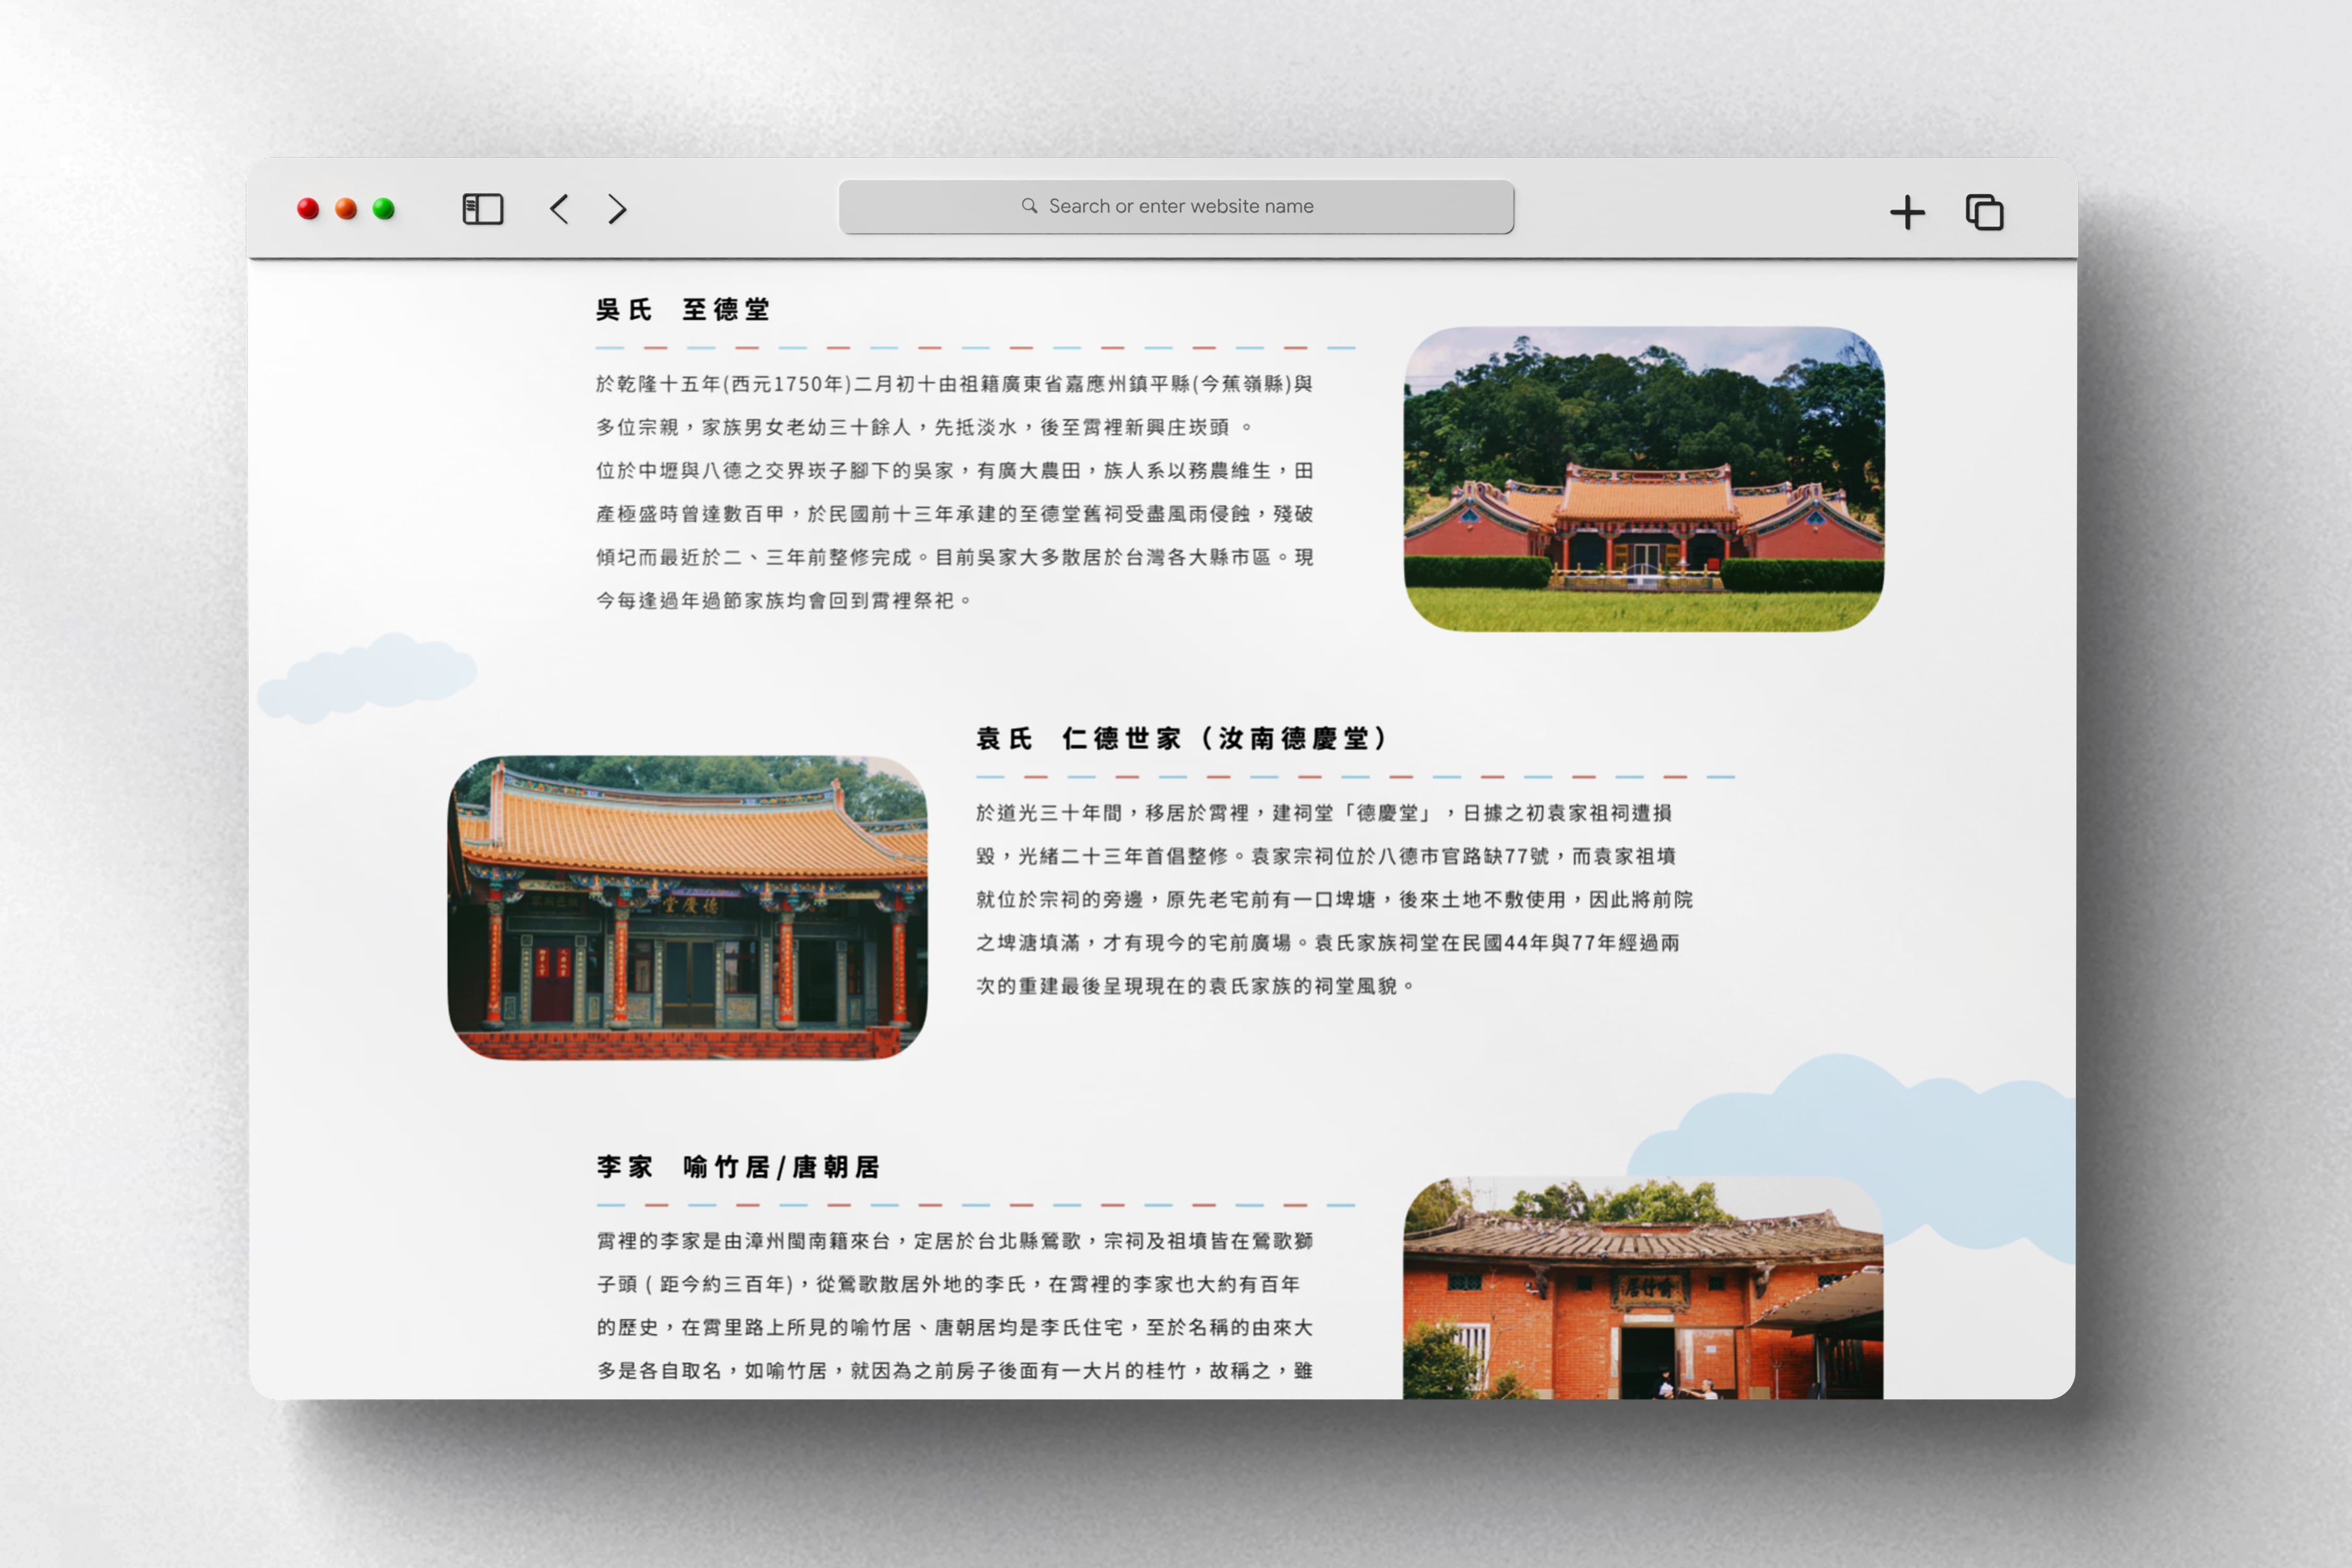 Search or enter website name
吳氏 至德堂
於乾隆十五年(西元1750年)二月初十由祖籍廣東省嘉應州鎮平縣(今蕉嶺縣)與
多位宗親，家族男女老幼三十餘人，先抵淡水，後至霄裡新興庄崁頭 。
位於中壢與八德之交界崁子腳下的吳家，有廣大農田，族人系以務農維生，田
產極盛時曾達數百甲，於民國前十三年承建的至德堂舊祠受盡風雨侵蝕，殘破
傾圮而最近於二、三年前整修完成。目前吳家大多散居於台灣各大縣市區。現
今每逢過年過節家族均會回到霄裡祭祀。
袁氏 仁德世家（汝南德慶堂）
於道光三十年間，移居於霄裡，建祠堂「德慶堂」，日據之初袁家祖祠遭損
毀，光緒二十三年首倡整修。袁家宗祠位於八德市官路缺77號，而袁家祖墳
就位於宗祠的旁邊，原先老宅前有一口埤塘，後來土地不敷使用，因此將前院
之埤溏填滿，才有現今的宅前廣場。袁氏家族祠堂在民國44年與77年經過兩
次的重建最後呈現現在的袁氏家族的祠堂風貌。
堂慶德
李家 喻竹居/唐朝居
霄裡的李家是由漳州閩南籍來台，定居於台北縣鶯歌，宗祠及祖墳皆在鶯歌獅
子頭 ( 距今約三百年)，從鶯歌散居外地的李氏，在霄裡的李家也大約有百年
的歷史，在霄里路上所見的喻竹居、唐朝居均是李氏住宅，至於名稱的由來大
多是各自取名，如喻竹居，就因為之前房子後面有一大片的桂竹，故稱之，雖
居竹喻